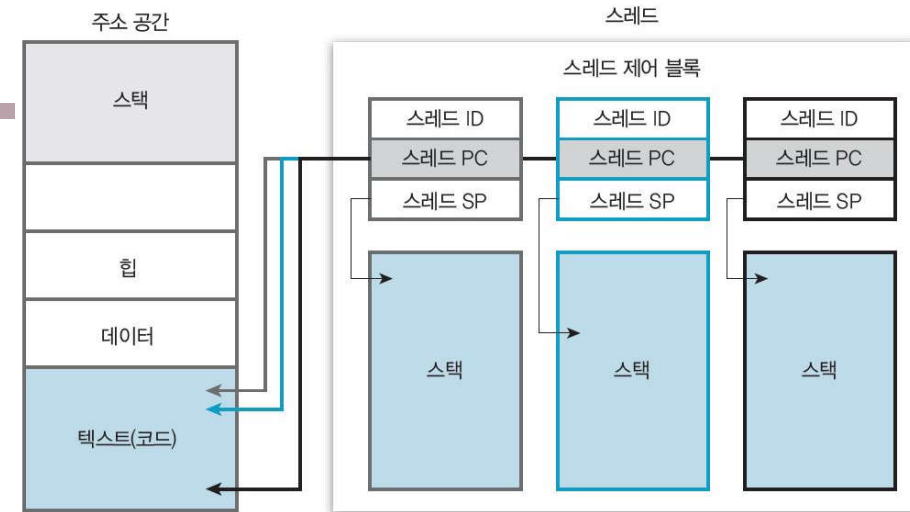 주소 공간
스택
힙
데이터
텍스트(코드)
스레드
스레드 제어 블록
스레드 ID
스레드 PC
스레드 SP
스택
스레드 ID
스레드 PC
스레드 SP
스택
스레드 ID
스레드 PC
스레드 SP
스택